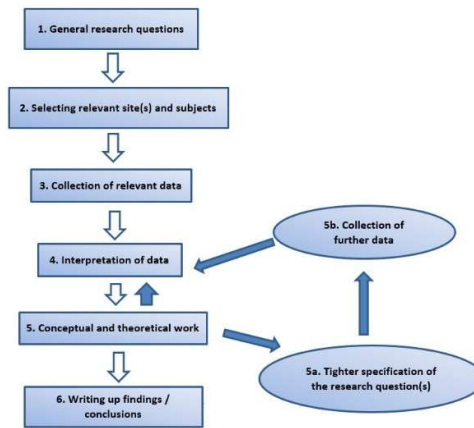 1. General research questions
2. Selecting relevant site(s) and subjects
3. Collection of relevant data
5b. Collection of
further data
4. Interpretation of data
5. Conceptual and theoretical work
5a. Tighter specification of
the research question(s)
6. Writing up findings /
conclusions